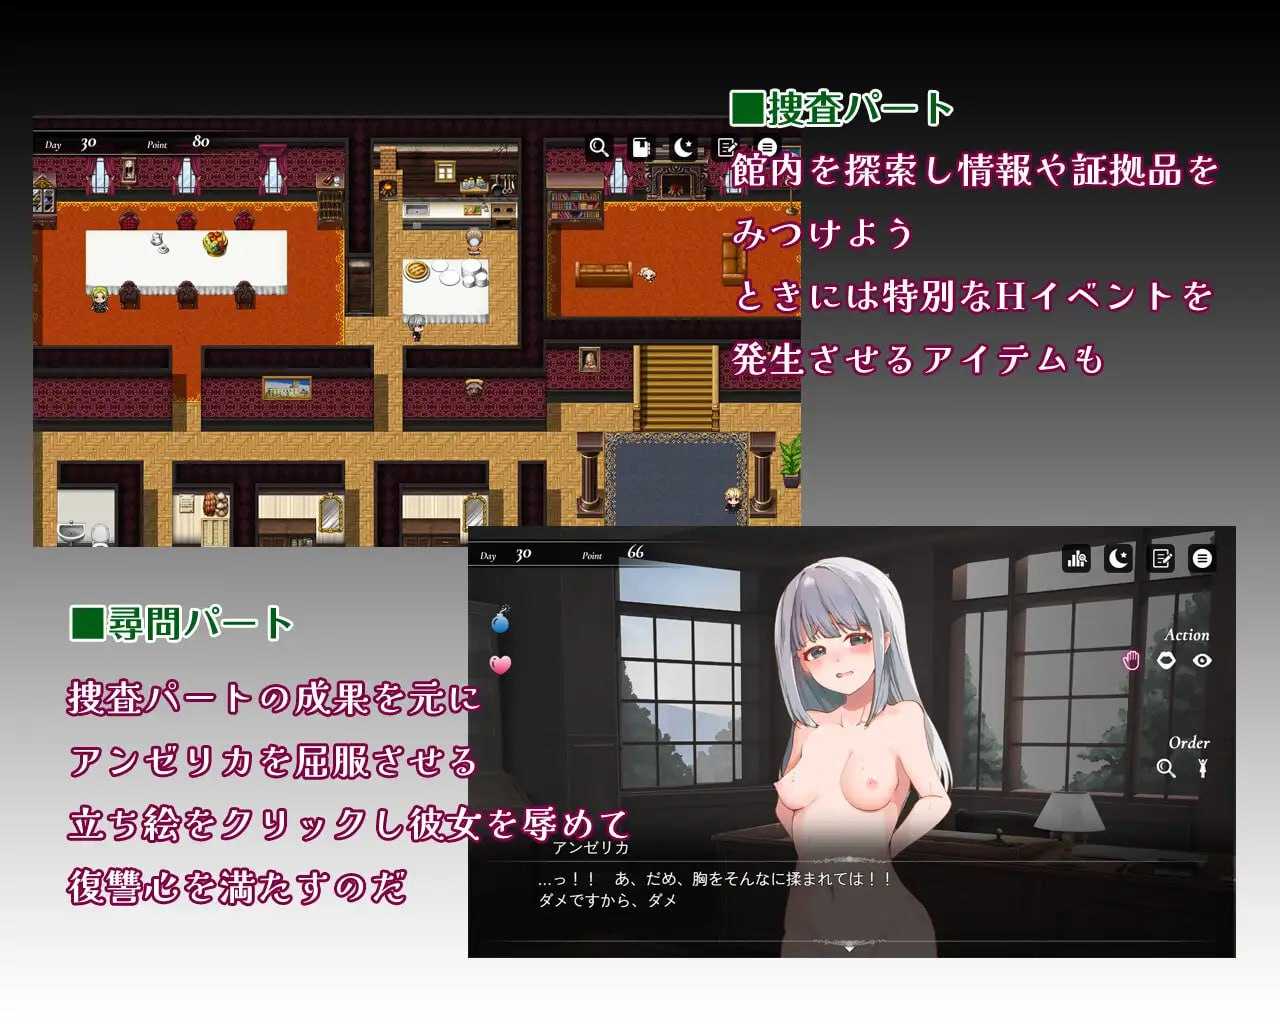 ■捜査パート
館内を探索し情報や証拠品を
みつけよう
ときには特別なHイベントを
発生させるアイテムも
Day 30 Point 80
■尋問パート
捜査パートの成果を元に
アンゼリカを屈服させる
立ち絵をクリックし彼女を辱めて
復讐心を満たすのだ
Day 30 Point 66
Action
Order
アンゼリカ
…っ！！　あ、だめ、胸をそんなに揉まれては！！
ダメですから、ダメ